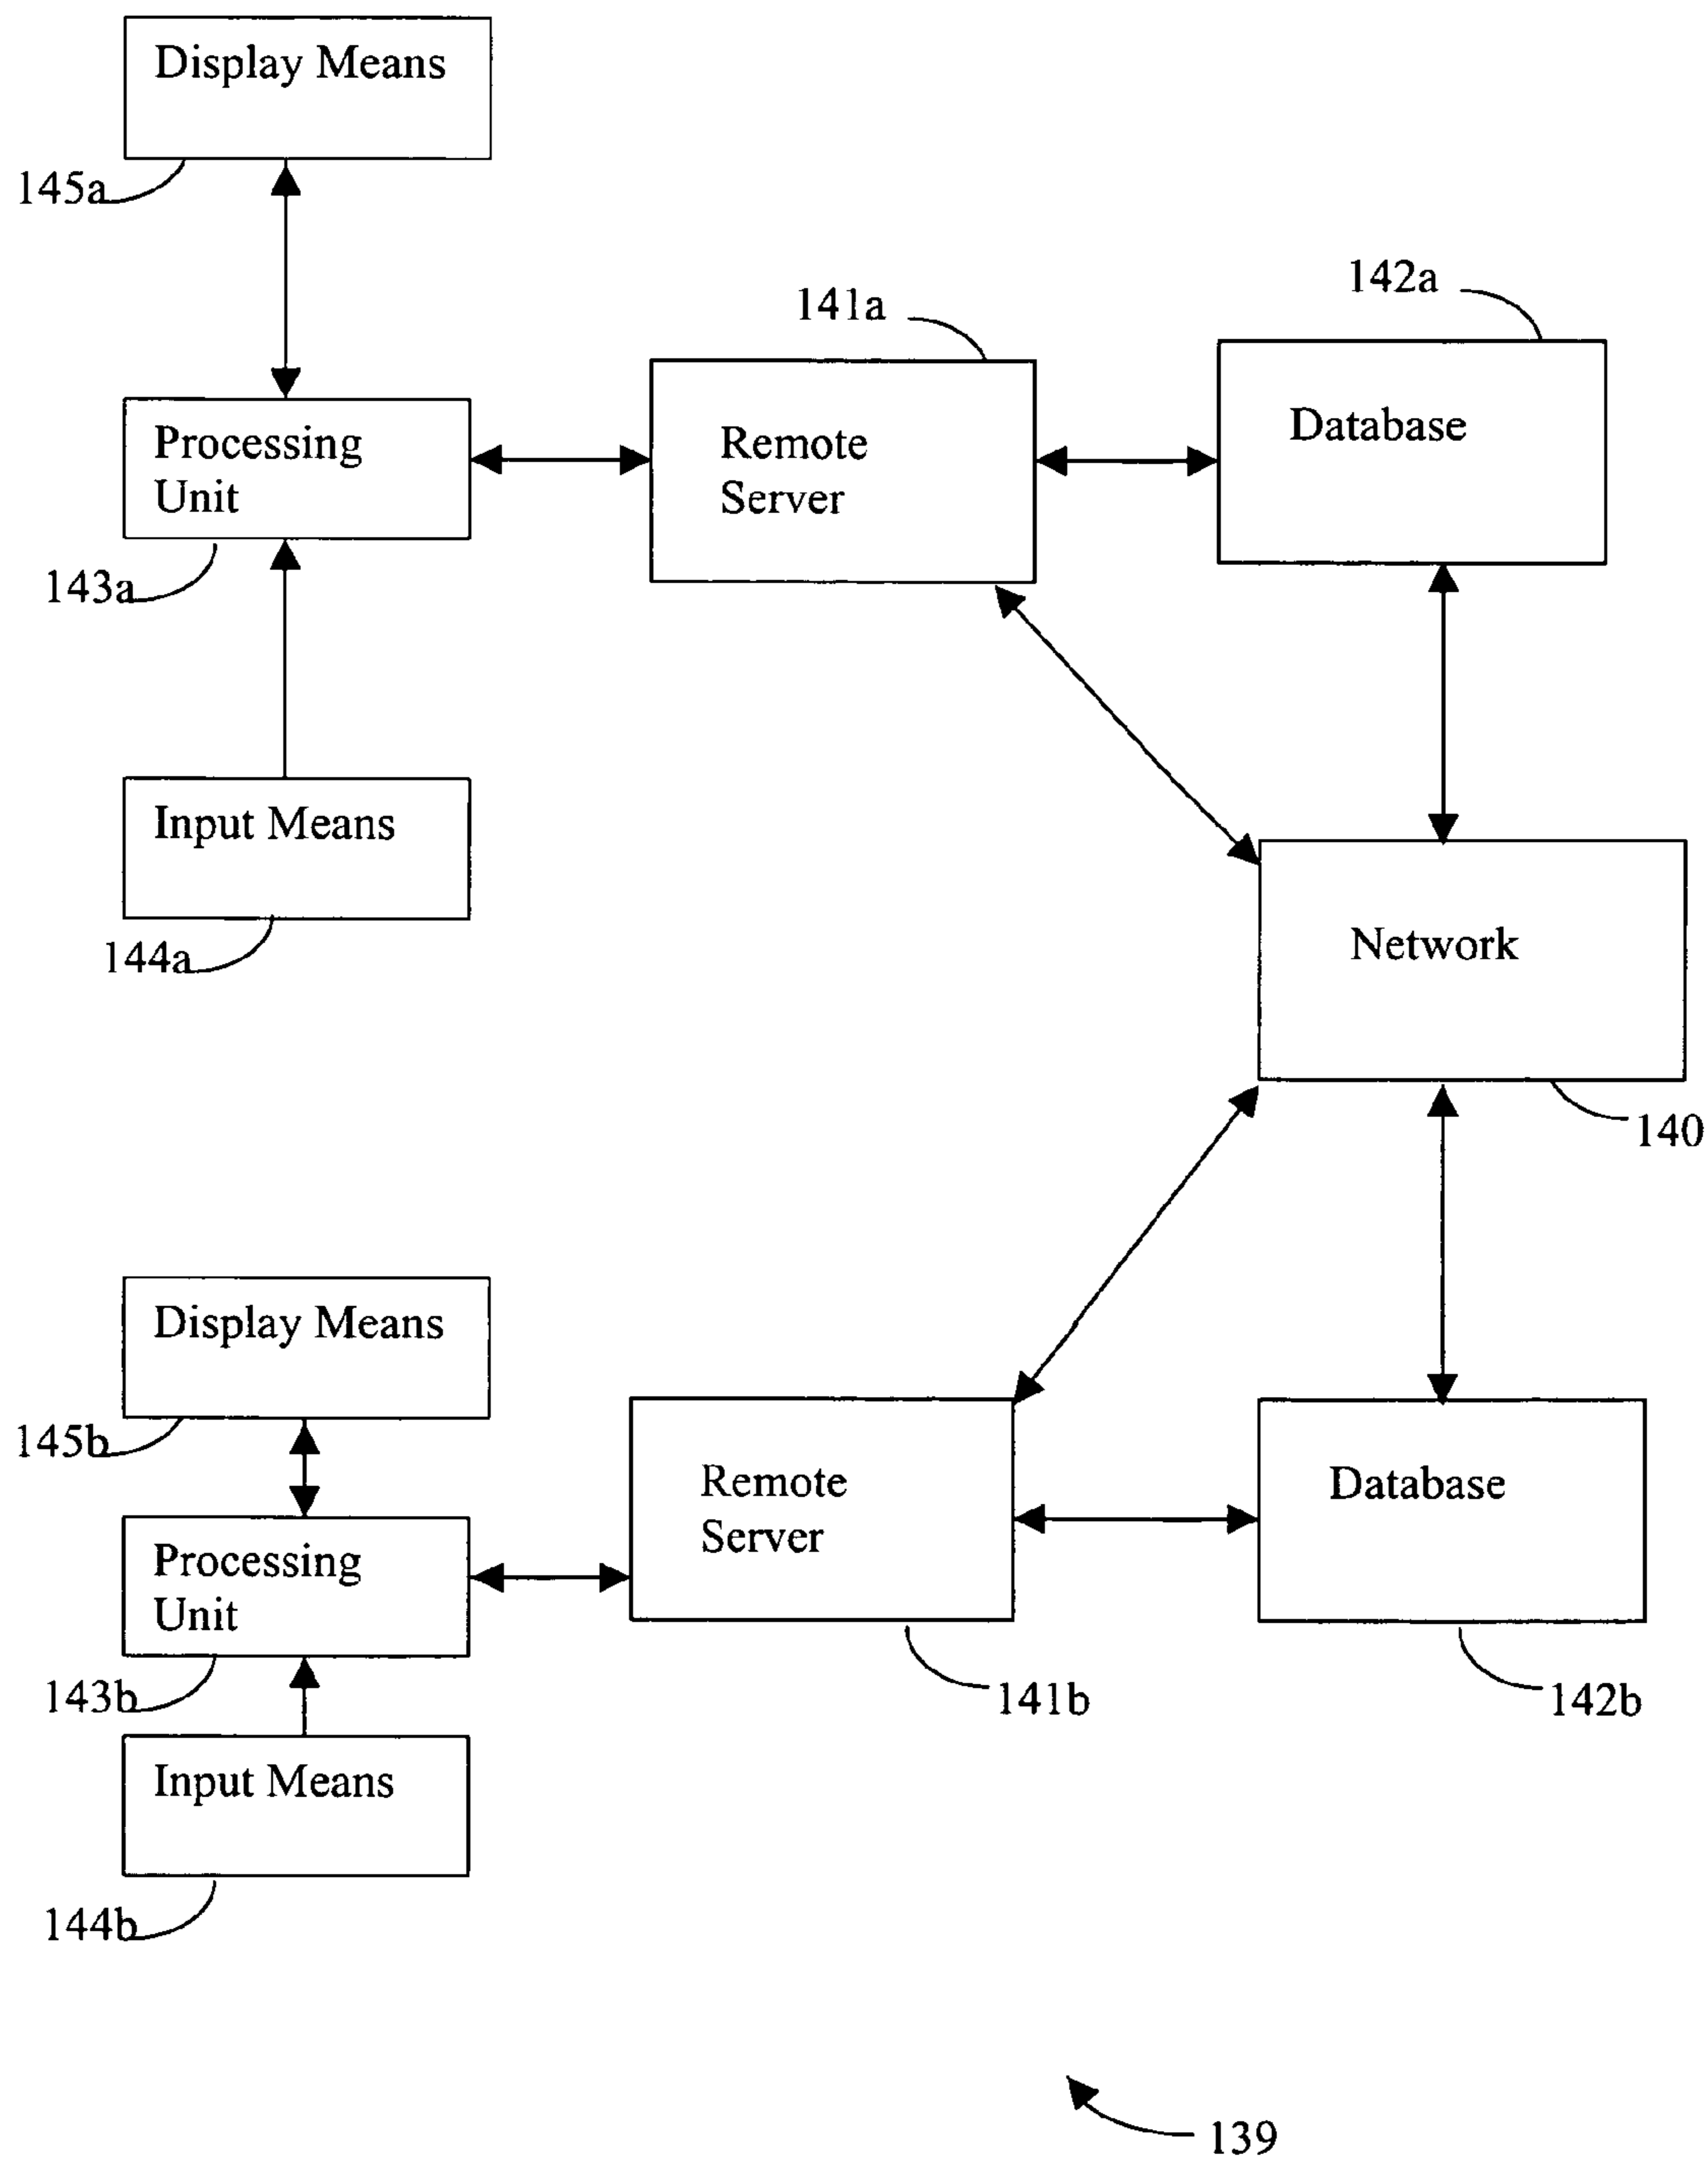 Display Means
145a
142a
141a
Processing
Unit
Remote
Server
Database
143a
Input Means
144a
Network
140
Display Means
145b
Remote
Server
Database
Processing
Unit
143b
141b
142b
Input Means
144b
139